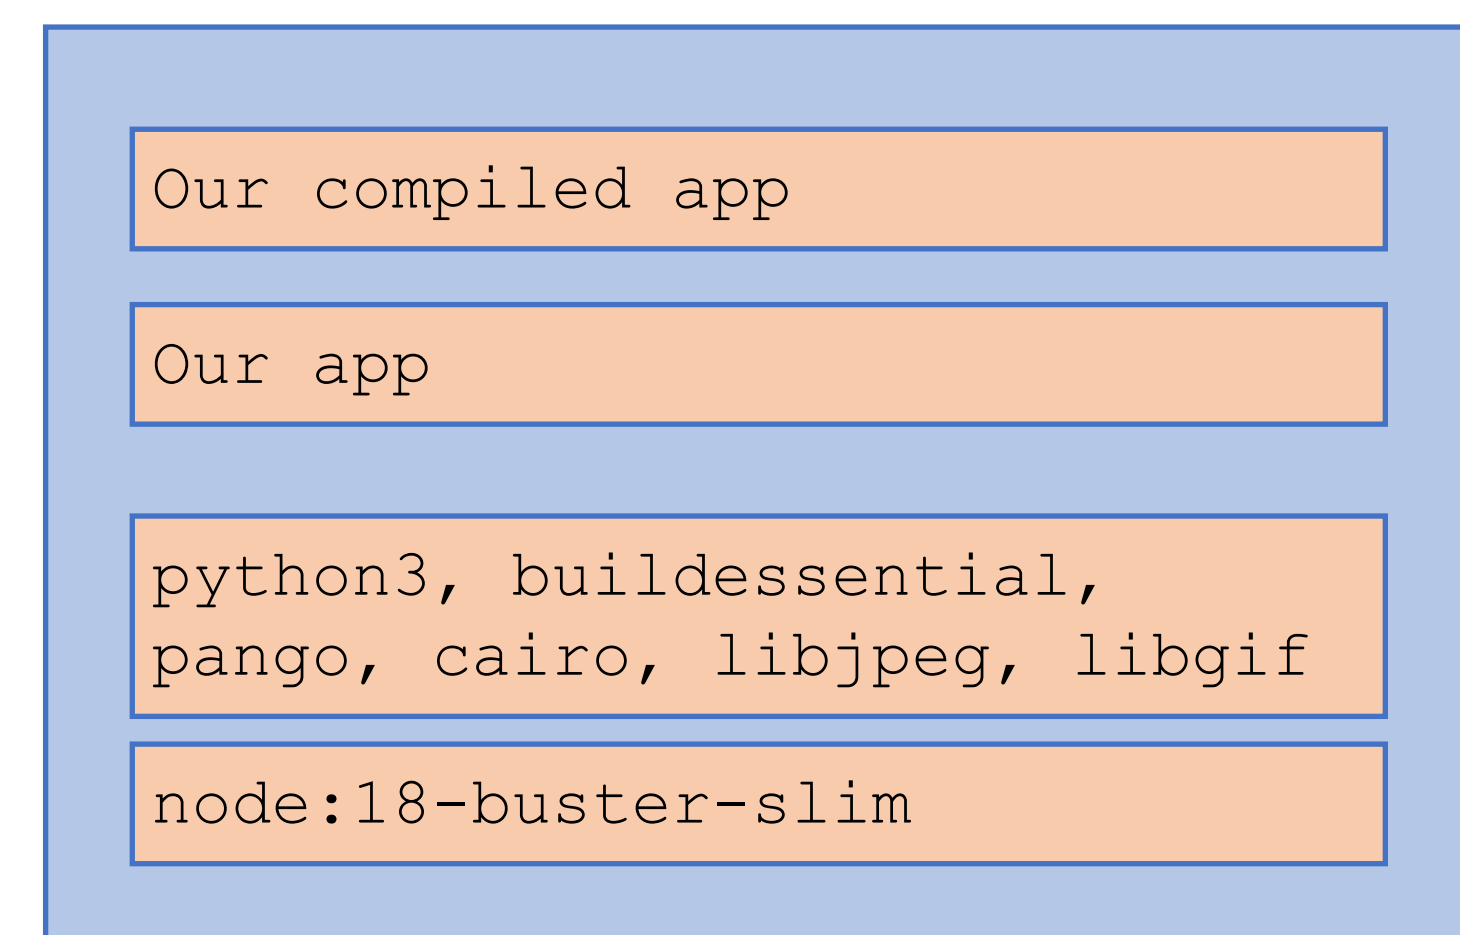 Our compiled app
Our app
python3, buildessential,
pango, cairo, libjpeg, libgif
node:18-buster-slim